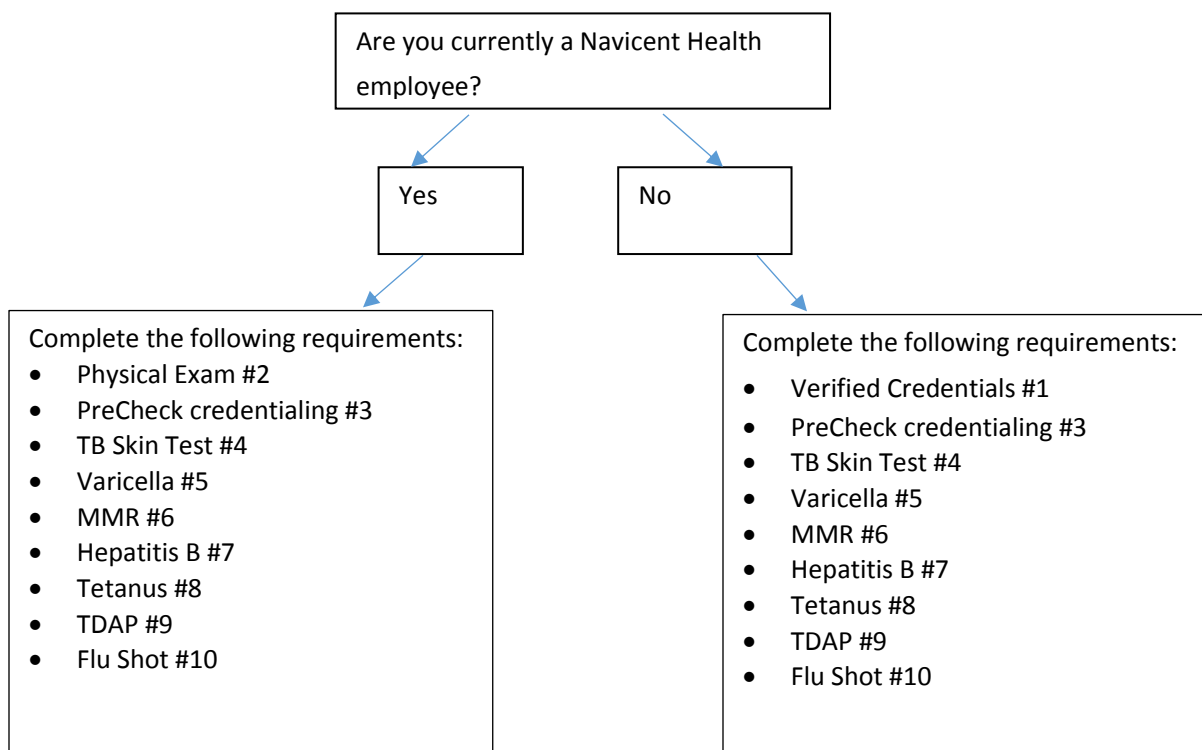 Are you currently a Navicent Health
employee?
Yes
No
Complete the following requirements:
• Physical Exam #2
• PreCheck credentialing #3
• TB Skin Test #4
• Varicella #5
• MMR #6
• Hepatitis B #7
• Tetanus #8
• TDAP #9
• Flu Shot #10
Complete the following requirements:
• Verified Credentials #1
• PreCheck credentialing #3
• TB Skin Test #4
• Varicella #5
• MMR #6
• Hepatitis B #7
• Tetanus #8
• TDAP #9
• Flu Shot #10